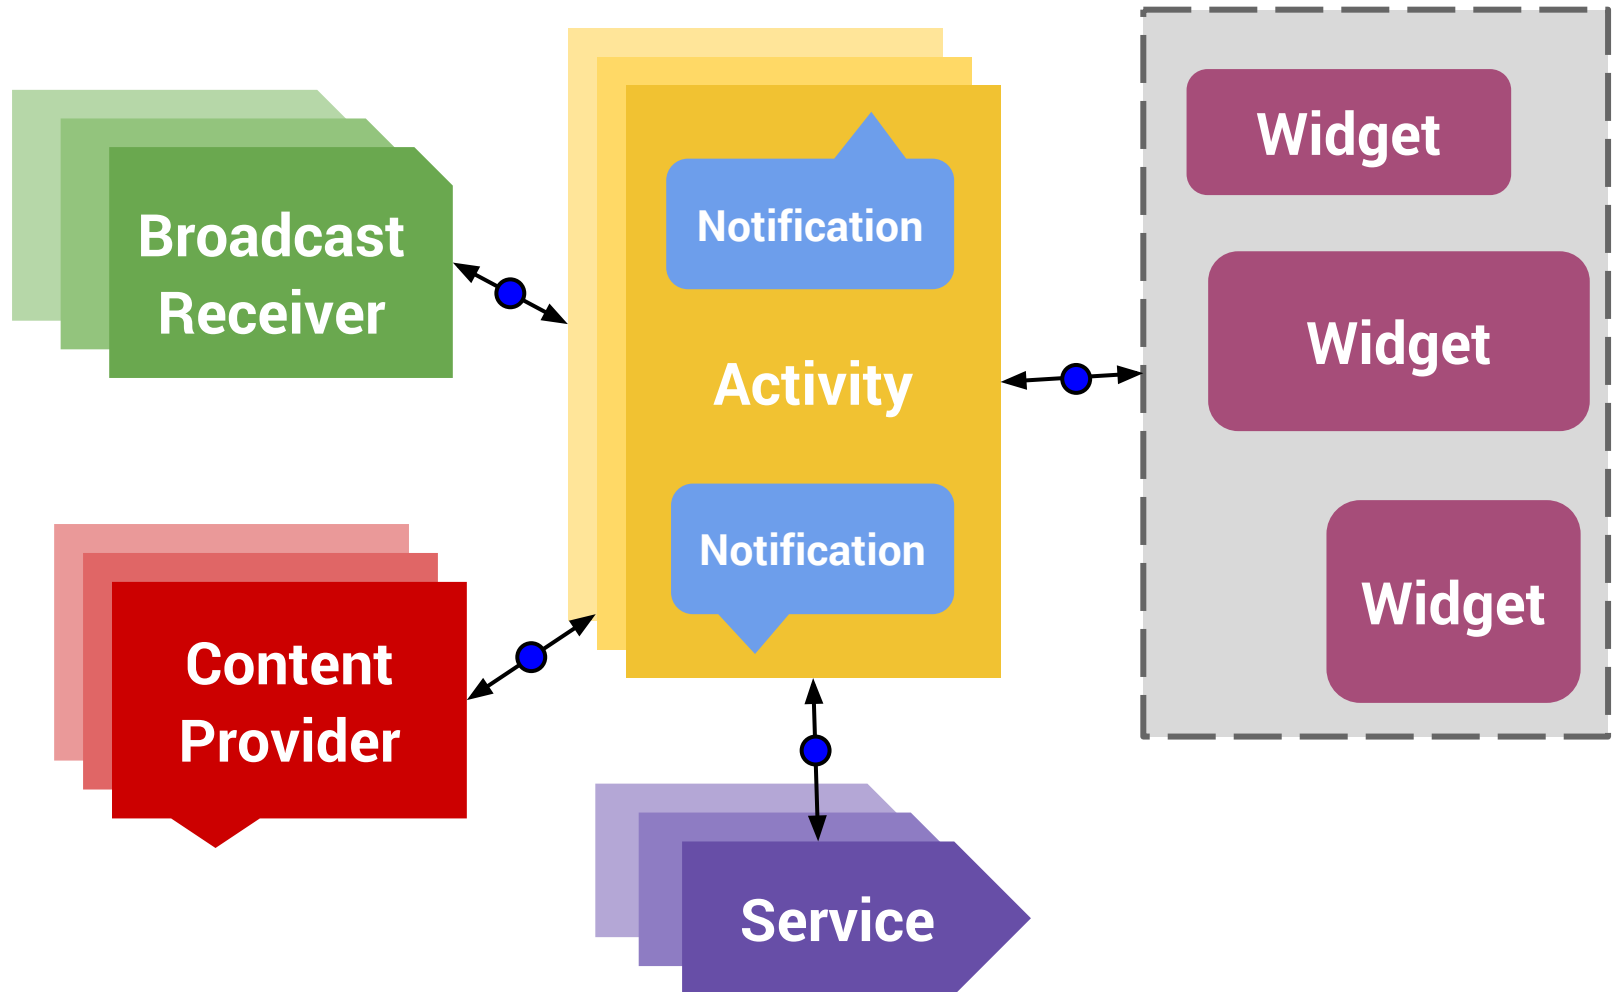 Broadcast
Receiver
Notification
Activity
Notification
Widget
Widget
Widget
Content
Provider
Service